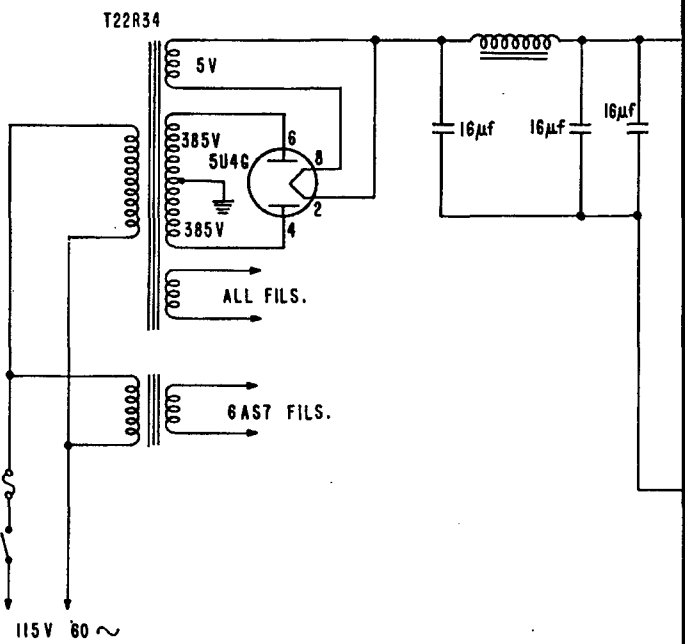 T22R34
5V
385V
5U4G
6
8
2
4
385V
16µf
16µf
16µf
ALL FILS.
6AS7 FILS.
115V 60 ~